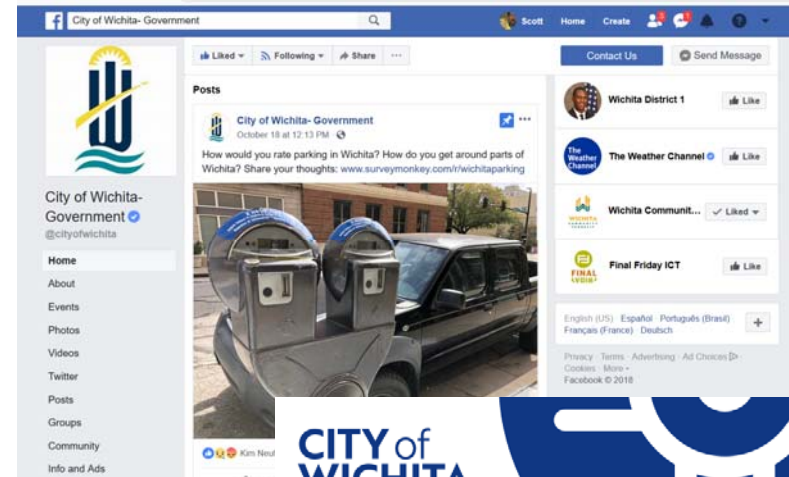 City of Wichita- Government
Scott Home Create
Liked Following Share ...
Contact Us Send Message
City of Wichita-
Government
@cityofwichita
Home
About
Events
Photos
Videos
Twitter
Posts
Groups
Community
Info and Ads
Posts
City of Wichita- Government
October 18 at 12:13 PM ·
How would you rate parking in Wichita? How do you get around parts of
Wichita? Share your thoughts: www.surveymonkey.com/r/wichitaparking
Kim
Wichita District 1 Like
The
Weather
Channel
The Weather Channel Like
WICHITA
Wichita Communit... Liked
FINAL
Final Friday ICT Like
English (US) · Español · Português (Brasil) ·
Français (France) · Deutsch
+
Privacy · Terms · Advertising · Ad Choices ·
Cookies · More
Facebook © 2018
CITY of
WICHITA